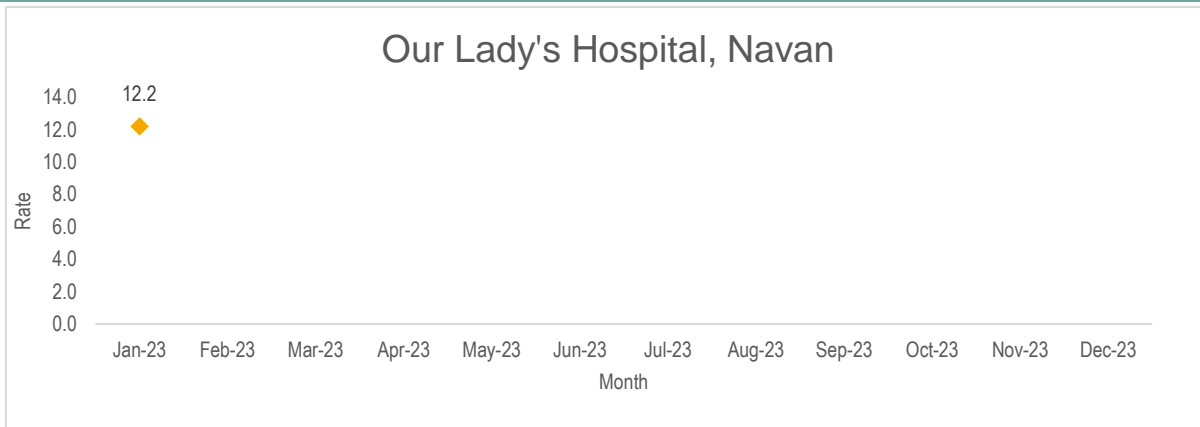 Our Lady's Hospital, Navan
12.2
14.0
12.0
10.0
8.0
6.0
4.0
2.0
0.0
Rate
Jan-23 Feb-23 Mar-23 Apr-23 May-23 Jun-23 Jul-23 Aug-23 Sep-23 Oct-23 Nov-23 Dec-23
Month